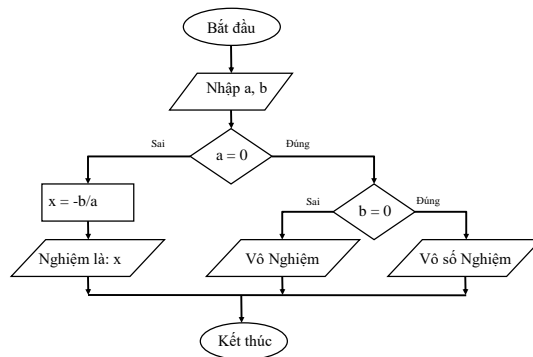 Bắt đầu
Nhập a, b
Sai
Đúng
a = 0
x = -b/a
Sai
Đúng
b = 0
Nghiệm là: x
Vô Nghiệm
Vô số Nghiệm
Kết thúc